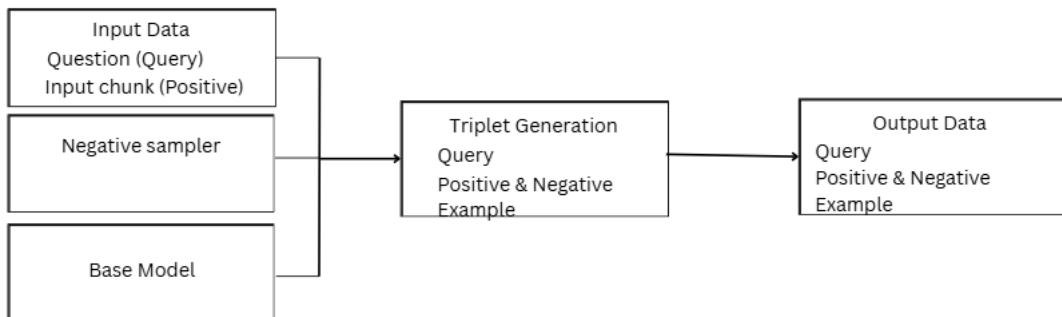 Input Data
Question (Query)
Input chunk (Positive)
Negative sampler
Base Model
Triplet Generation
Query
Positive & Negative
Example
Output Data
Query
Positive & Negative
Example